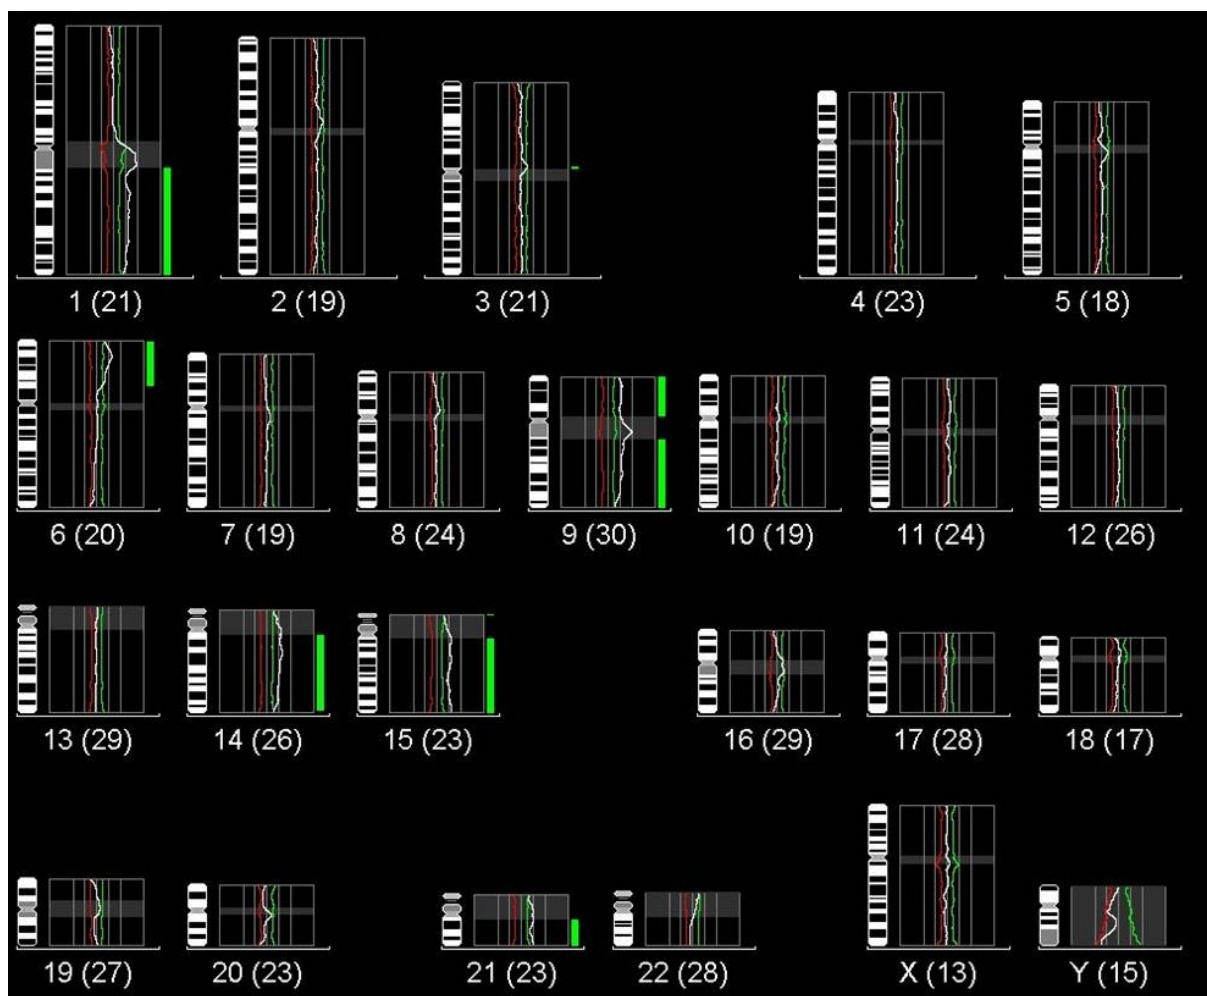 1 (21) 2 (19) 3 (21) 4 (23) 5 (18)
6 (20) 7 (19) 8 (24) 9 (30) 10 (19) 11 (24) 12 (26)
13 (29) 14 (26) 15 (23) 16 (29) 17 (28) 18 (17)
19 (27) 20 (23) 21 (23) 22 (28) X (13) Y (15)